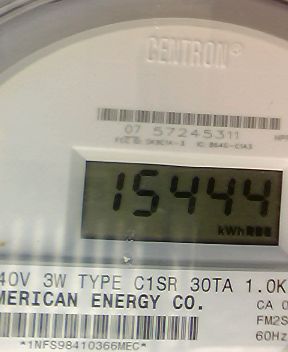 CENTRON®
07 57245311
15444
kWh
40V 3W TYPE C1SR 30TA 1.0K
MERICAN ENERGY CO.
CA 0
FM2S
60Hz
*1NFS98410366MEC*